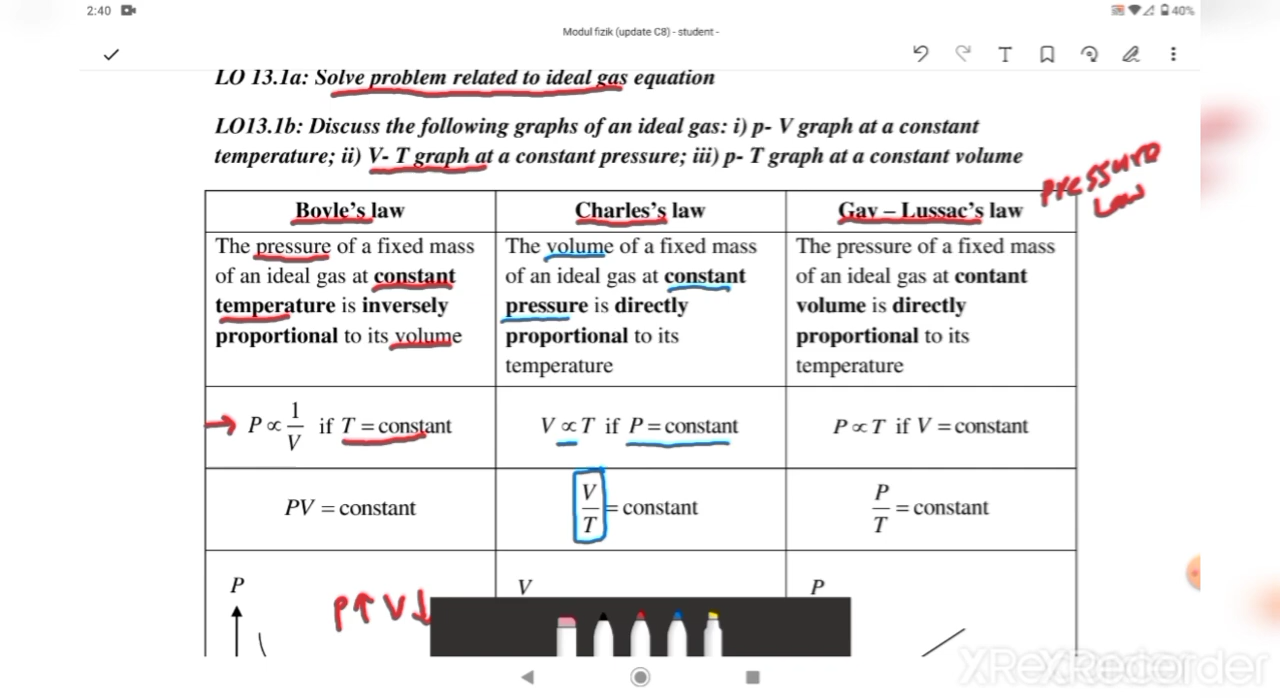 2:40
40%
Modul fizik (update C8) - student -
LO 13.1a: Solve problem related to ideal gas equation
LO13.1b: Discuss the following graphs of an ideal gas: i) p- V graph at a constant
temperature; ii) V- T graph at a constant pressure; iii) p- T graph at a constant volume
Pressure
Law
Boyle's law
Charles's law
Gay – Lussac's law
The pressure of a fixed mass
of an ideal gas at constant
temperature is inversely
proportional to its volume
The volume of a fixed mass
of an ideal gas at constant
pressure is directly
proportional to its
temperature
The pressure of a fixed mass
of an ideal gas at contant
volume is directly
proportional to its
temperature
P ∝ 1/V if T = constant
V ∝ T if P = constant
P ∝ T if V = constant
PV = constant
V/T = constant
P/T = constant
P
P↑ V↓
V
P
XRecorder